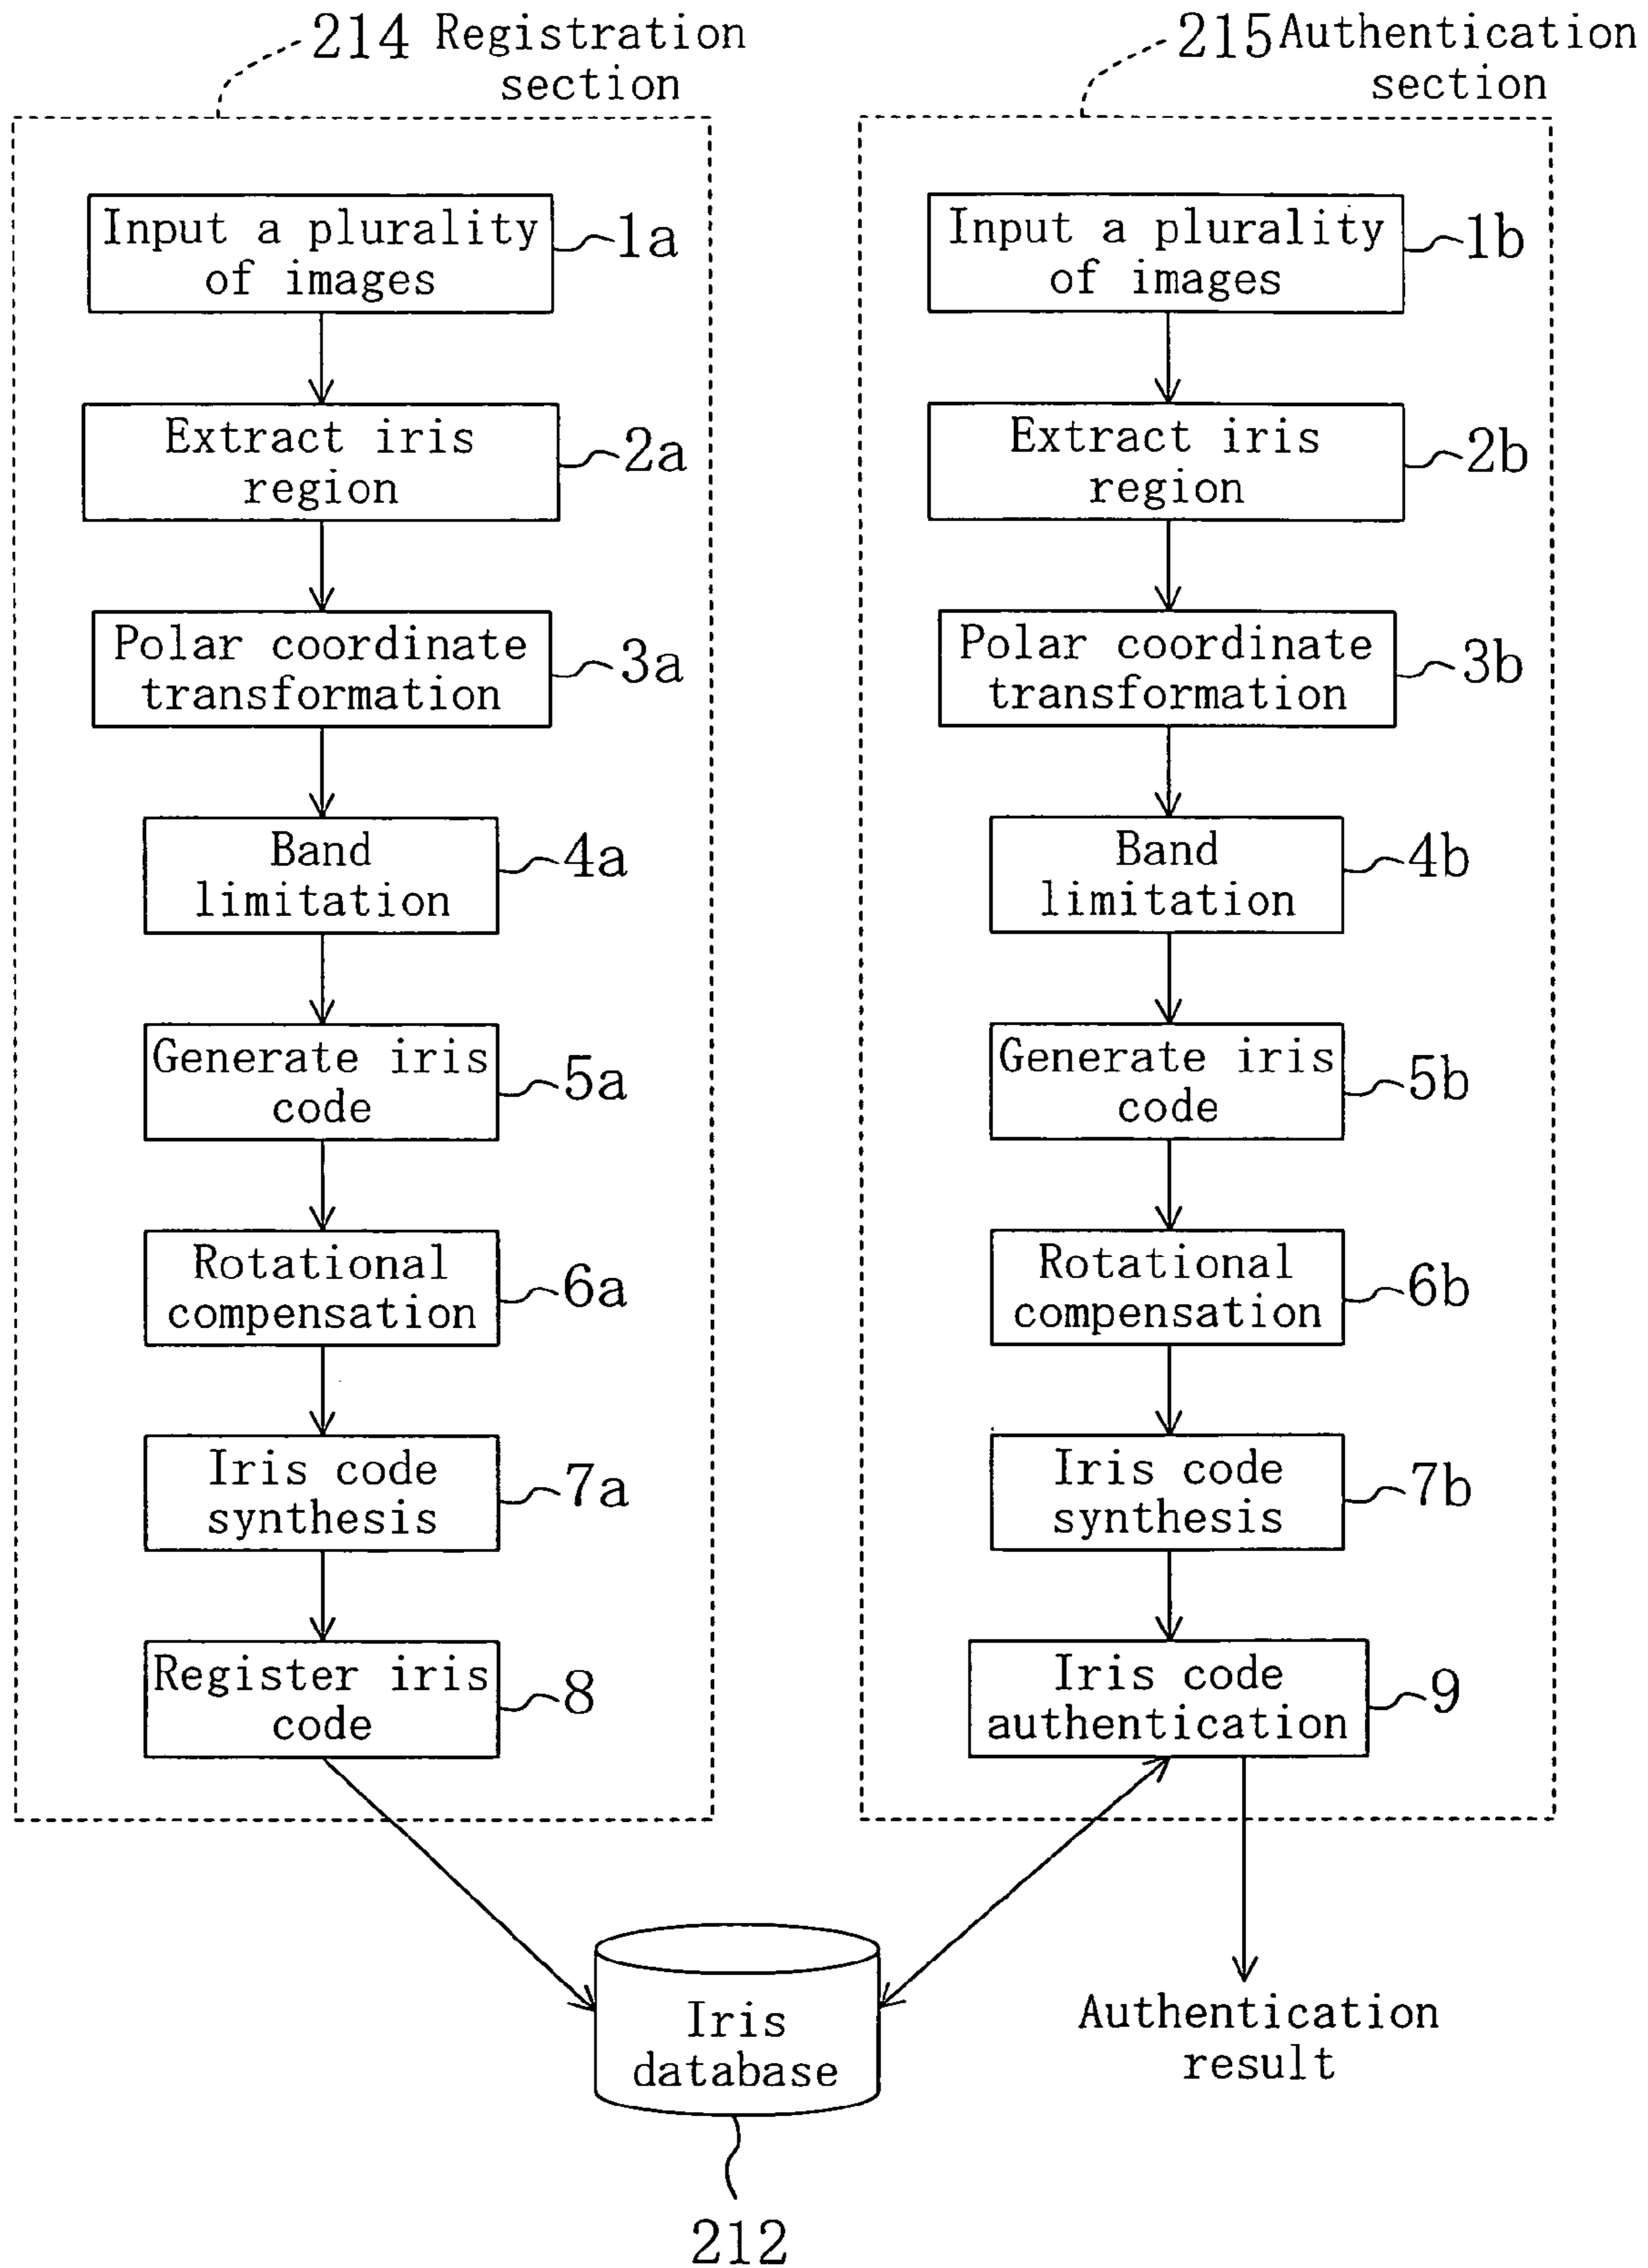 214 Registration
section
Input a plurality
of images
1a
Extract iris
region
2a
Polar coordinate
transformation
3a
Band
limitation
4a
Generate iris
code
5a
Rotational
compensation
6a
Iris code
synthesis
7a
Register iris
code
8
215 Authentication
section
Input a plurality
of images
1b
Extract iris
region
2b
Polar coordinate
transformation
3b
Band
limitation
4b
Generate iris
code
5b
Rotational
compensation
6b
Iris code
synthesis
7b
Iris code
authentication
9
Iris
database
212
Authentication
result